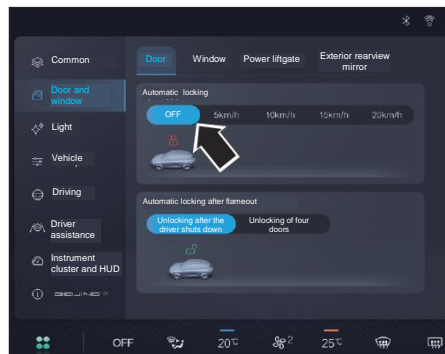 Common
Door
Window
Power liftgate
Exterior rearview
mirror
Door and
window
Automatic locking
OFF
5km/h
10km/h
15km/h
20km/h
Light
Vehicle
Driving
Automatic locking after flameout
Unlocking after the
driver shuts down
Unlocking of four
doors
Driver
assistance
Instrument
cluster and HUD
OFF
20°C
2
25°C